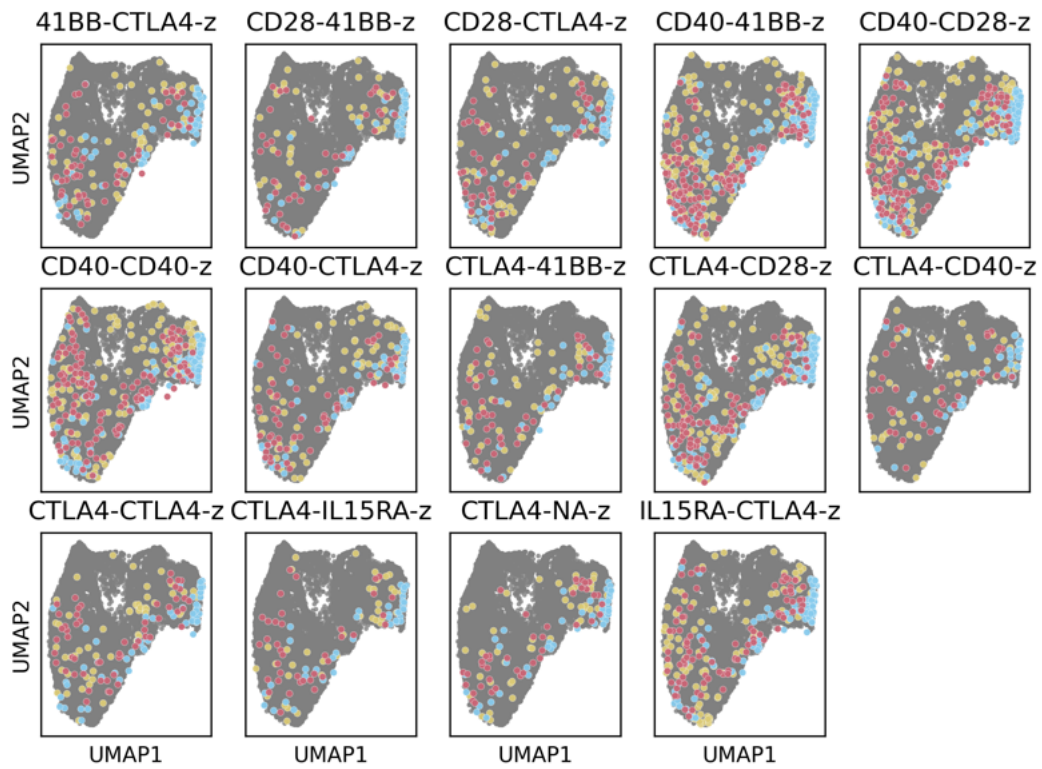 41BB-CTLA4-z CD28-41BB-z CD28-CTLA4-z CD40-41BB-z CD40-CD28-z
UMAP2
CD40-CD40-z CD40-CTLA4-z CTLA4-41BB-z CTLA4-CD28-z CTLA4-CD40-z
UMAP2
CTLA4-CTLA4-z CTLA4-IL15RA-z CTLA4-NA-z IL15RA-CTLA4-z
UMAP2
UMAP1 UMAP1 UMAP1 UMAP1